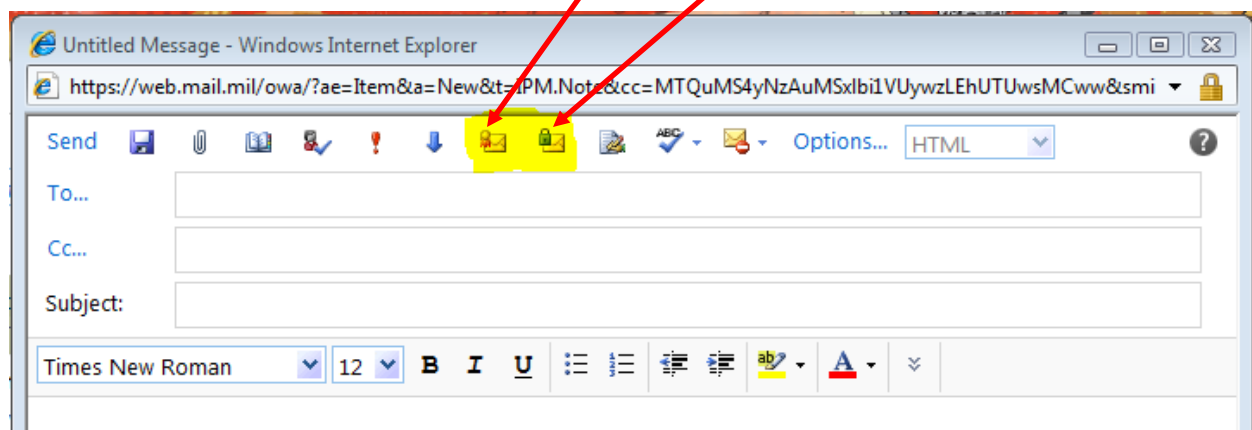 Untitled Message - Windows Internet Explorer
https://web.mail.mil/owa/?ae=Item&a=New&t=IPM.Note&cc=MTQuMS4yNzAuMSxlbi1VUywzLEhUTUwsMCww&smi
Send ABC Options... HTML ?
To...
Cc...
Subject:
Times New Roman 12 B I U ab A